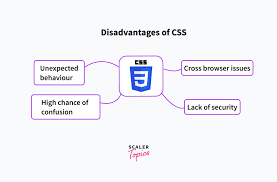 Disadvantages of CSS
Unexpected
behaviour
CSS
3
Cross browser issues
High chance of
confusion
Lack of security
SCALER
Topics